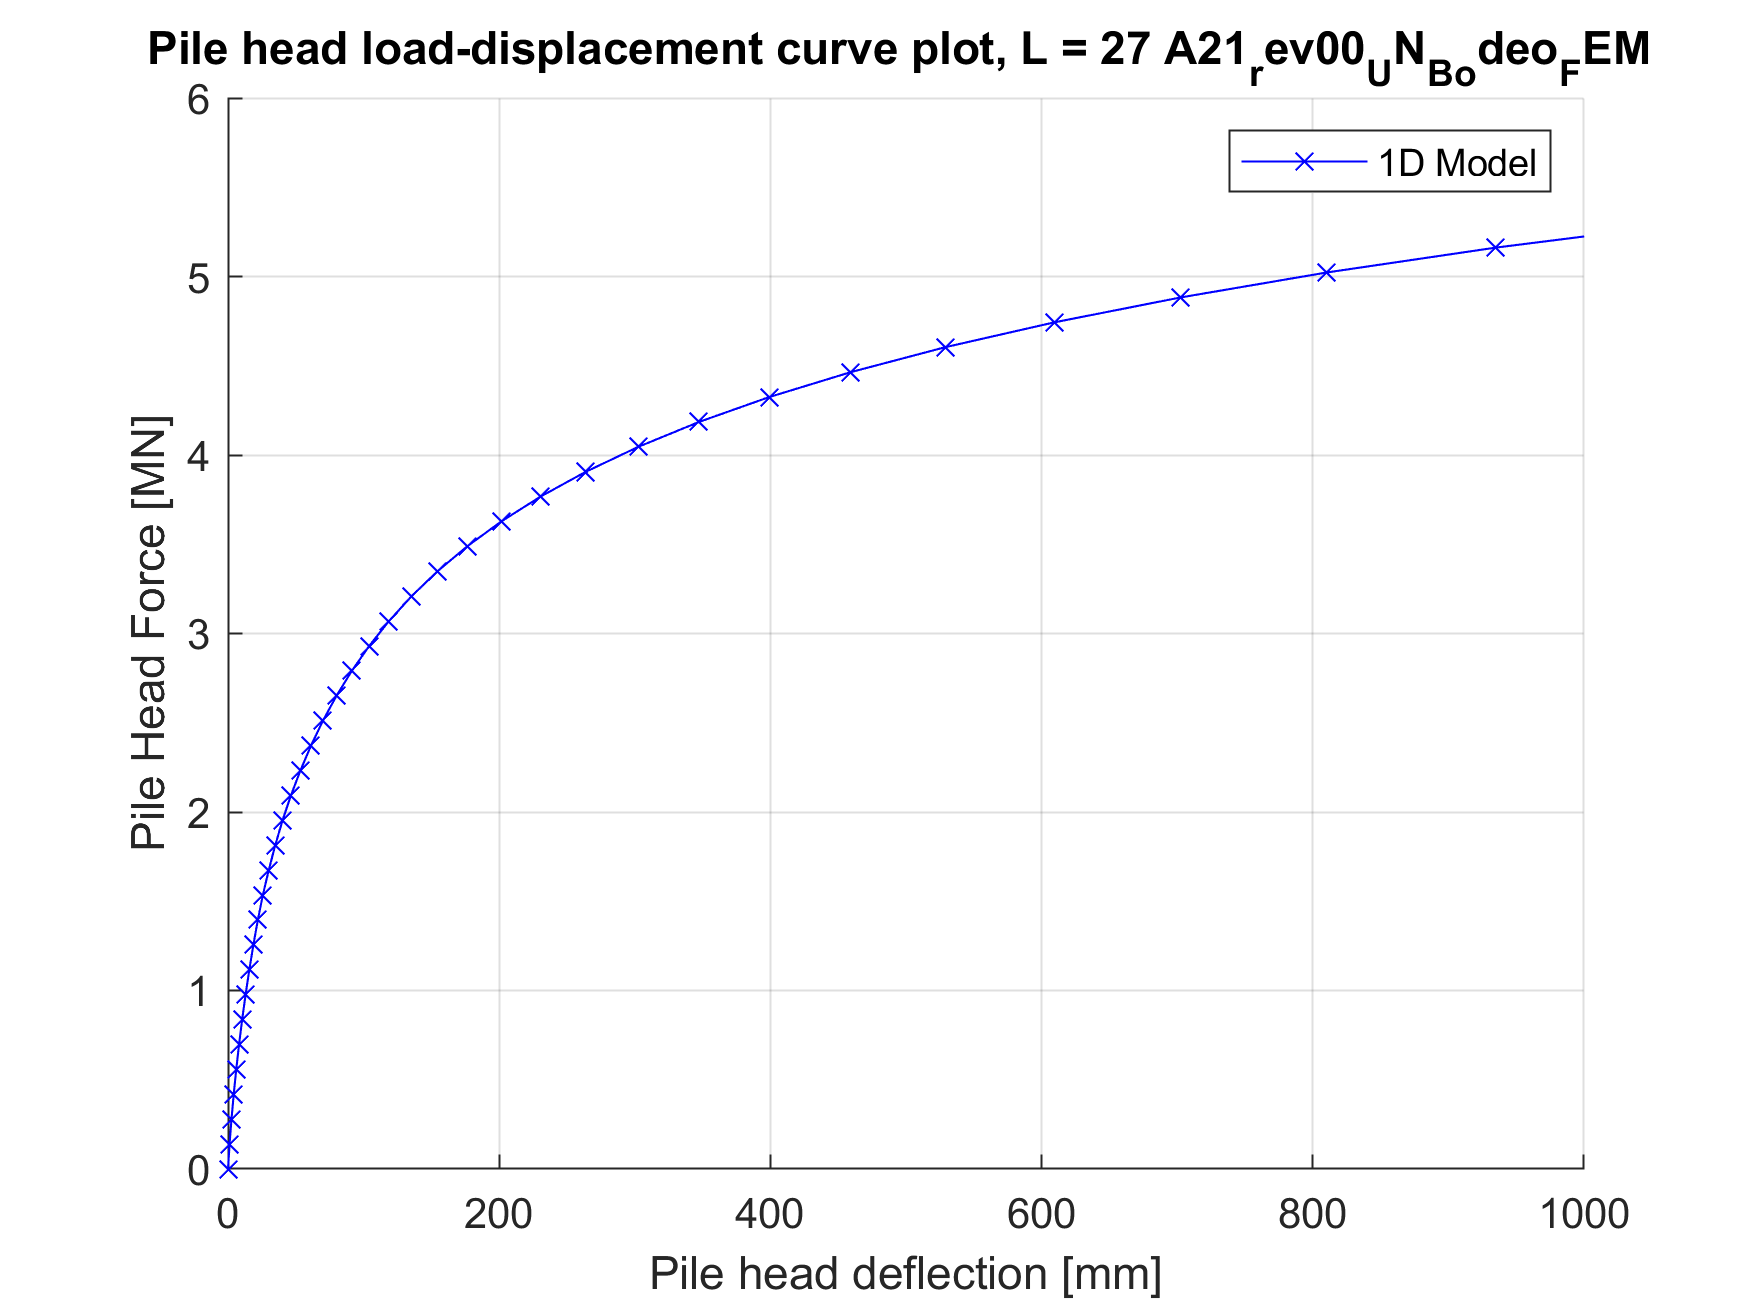 Pile head load-displacement curve plot, L = 27 A21rev00UNBodeoFEM
1D Model
Pile Head Force [MN]
6
5
4
3
2
1
0
0 200 400 600 800 1000
Pile head deflection [mm]